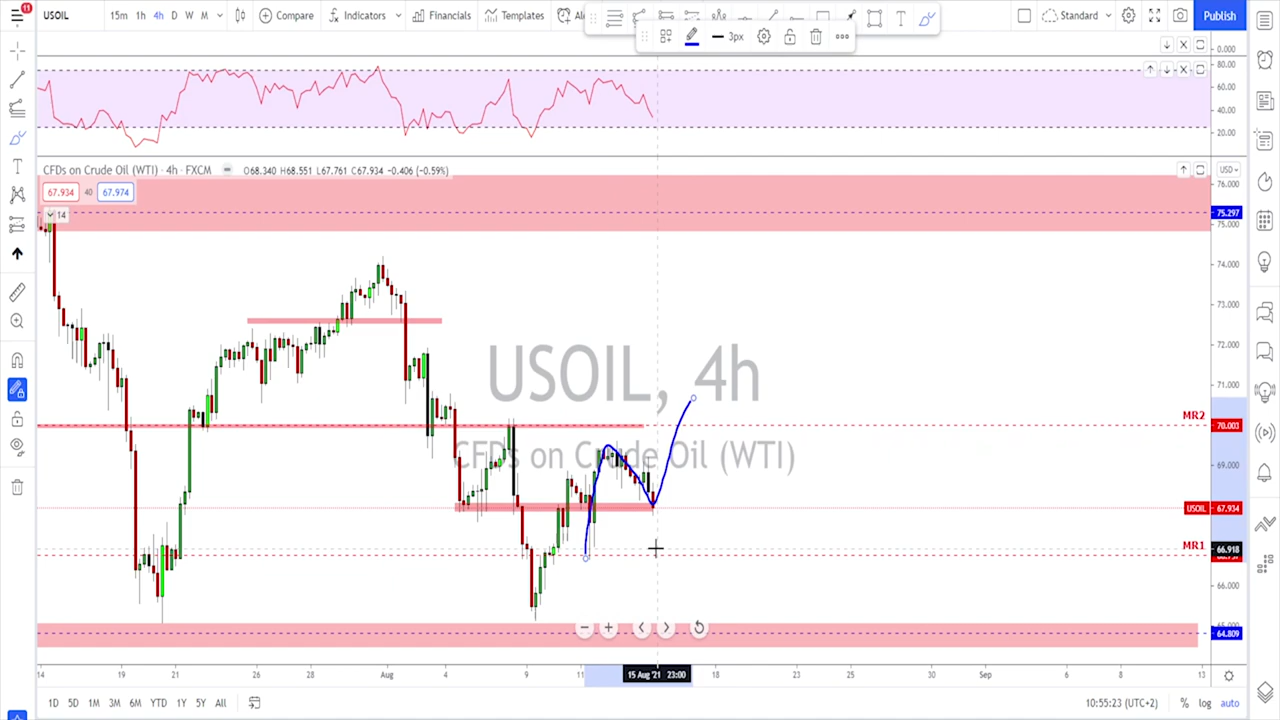 11
USOIL
15m 1h 4h D W M
Compare
Indicators
Financials
Templates
Standard
Publish
3px
0.000
80.00
60.00
40.00
20.00
CFDs on Crude Oil (WTI) · 4h · FXCM
O68.340 H68.551 L67.761 C67.934 -0.406 (-0.59%)
USD
67.934 40 67.974
14
76.000
75.297
75.000
74.000
73.000
72.000
71.000
USOIL, 4h
CFDs on Crude Oil (WTI)
MR2 70.003
69.000
USOIL 67.934
MR1 66.918
66.000
64.809
14 19 21 26 28 Aug 4 9 11 15 Aug '21 23:00 18 23 25 30 Sep 6 8 13
1D 5D 1M 3M 6M YTD 1Y 5Y All
10:55:23 (UTC+2) % log auto